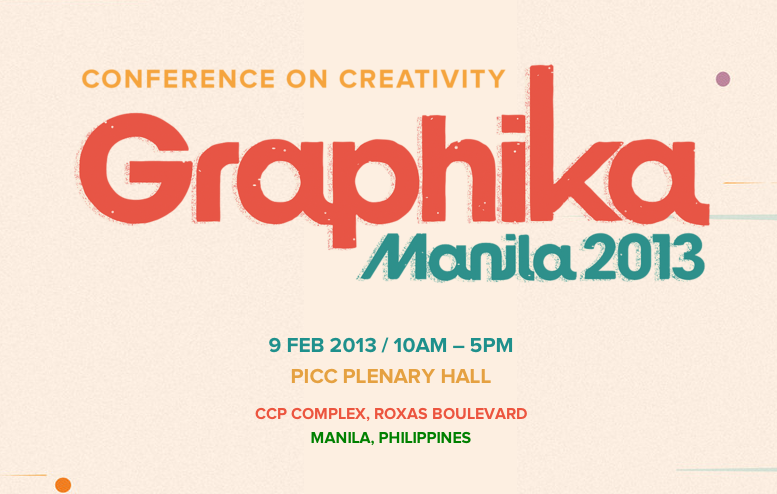 CONFERENCE ON CREATIVITY
Graphika
Manila 2013
9 FEB 2013 / 10AM – 5PM
PICC PLENARY HALL
CCP COMPLEX, ROXAS BOULEVARD
MANILA, PHILIPPINES